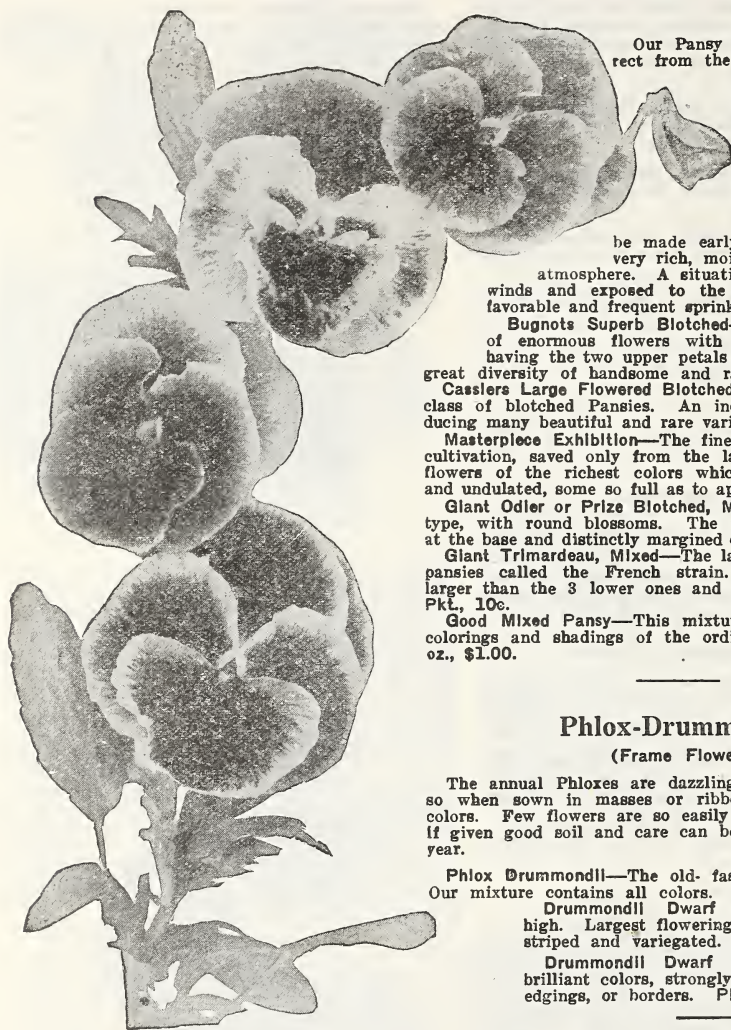 Our Pansy
rect from the
be made earl
very rich, moi
atmosphere. A situati
winds and exposed to the
favorable and frequent sprink
Bugnots Superb Blotched-
of enormous flowers with
having the two upper petals
great diversity of handsome and r
Cassiers Large Flowered Blotched
class of blotched Pansies. An in
ducing many beautiful and rare vari
Masterpiece Exhibition—The fine
cultivation, saved only from the la
flowers of the richest colors whic
and undulated, some so full as to ap
Giant Odier or Prize Blotched, M
type, with round blossoms. The
at the base and distinctly margined
Giant Trimardeau, Mixed—The la
pansies called the French strain.
larger than the 3 lower ones and
Pkt., 10c.
Good Mixed Pansy—This mixtu
colorings and shadings of the ordi
oz., $1.00.
Phlox-Drumm
(Frame Flowe
The annual Phloxes are dazzling
so when sown in masses or ribb
colors. Few flowers are so easily
if given good soil and care can b
year.
Phlox Drummondii—The old- fas
Our mixture contains all colors.
Drummondii Dwarf
high. Largest flowering
striped and variegated.
Drummondii Dwarf
brilliant colors, strongly
edgings, or borders. P